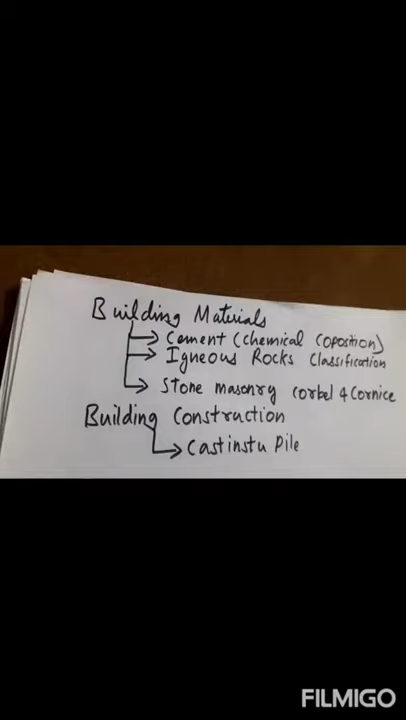 Building Materials
Cement (chemical Coposition)
Igneous Rocks Classification
Stone masonry Corbel & Cornice
Building Construction
Castinstu Pile
FILMIGO